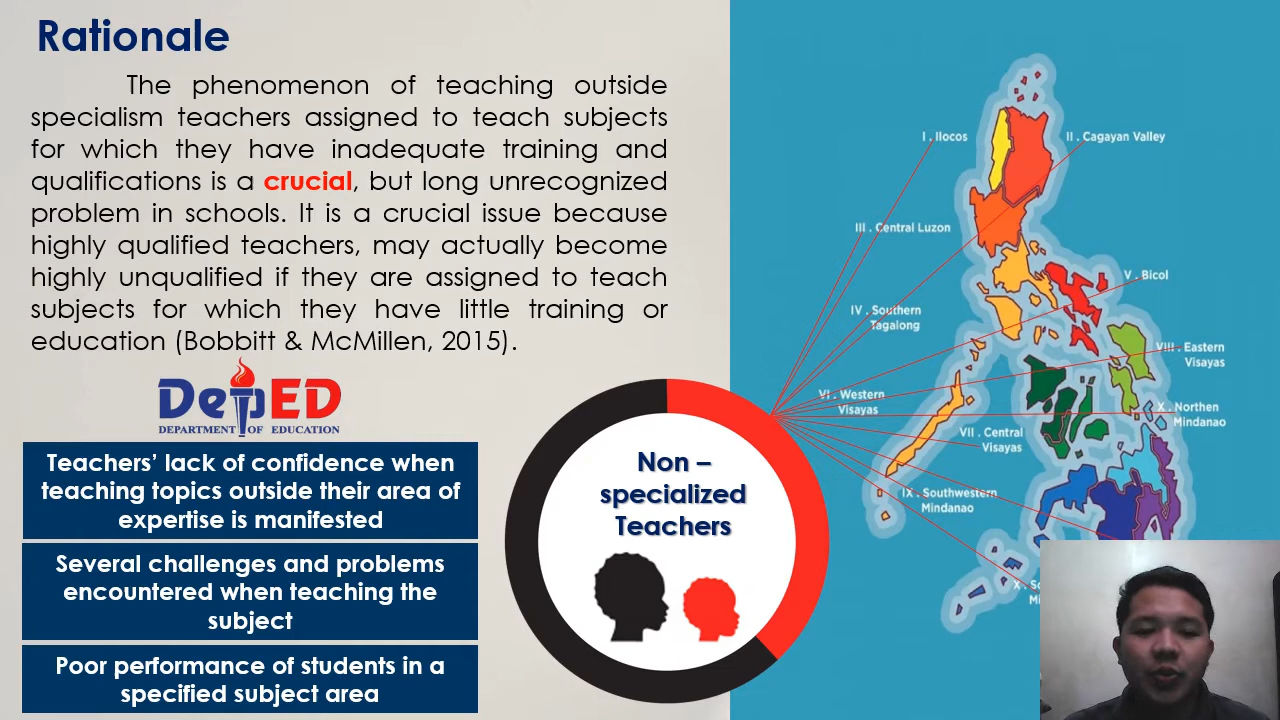 Rationale
The phenomenon of teaching outside
specialism teachers assigned to teach subjects
for which they have inadequate training and
qualifications is a crucial, but long unrecognized
problem in schools. It is a crucial issue because
highly qualified teachers, may actually become
highly unqualified if they are assigned to teach
subjects for which they have little training or
education (Bobbitt & McMillen, 2015).
DepED
DEPARTMENT OF EDUCATION
Teachers’ lack of confidence when
teaching topics outside their area of
expertise is manifested
Several challenges and problems
encountered when teaching the
subject
Poor performance of students in a
specified subject area
Non –
specialized
Teachers
I . Ilocos
II . Cagayan Valley
III . Central Luzon
V . Bicol
IV . Southern
Tagalong
VIII . Eastern
Visayas
VI . Western
Visayas
X . Northen
Mindanao
VII . Central
Visayas
IX . Southwestern
Mindanao
X